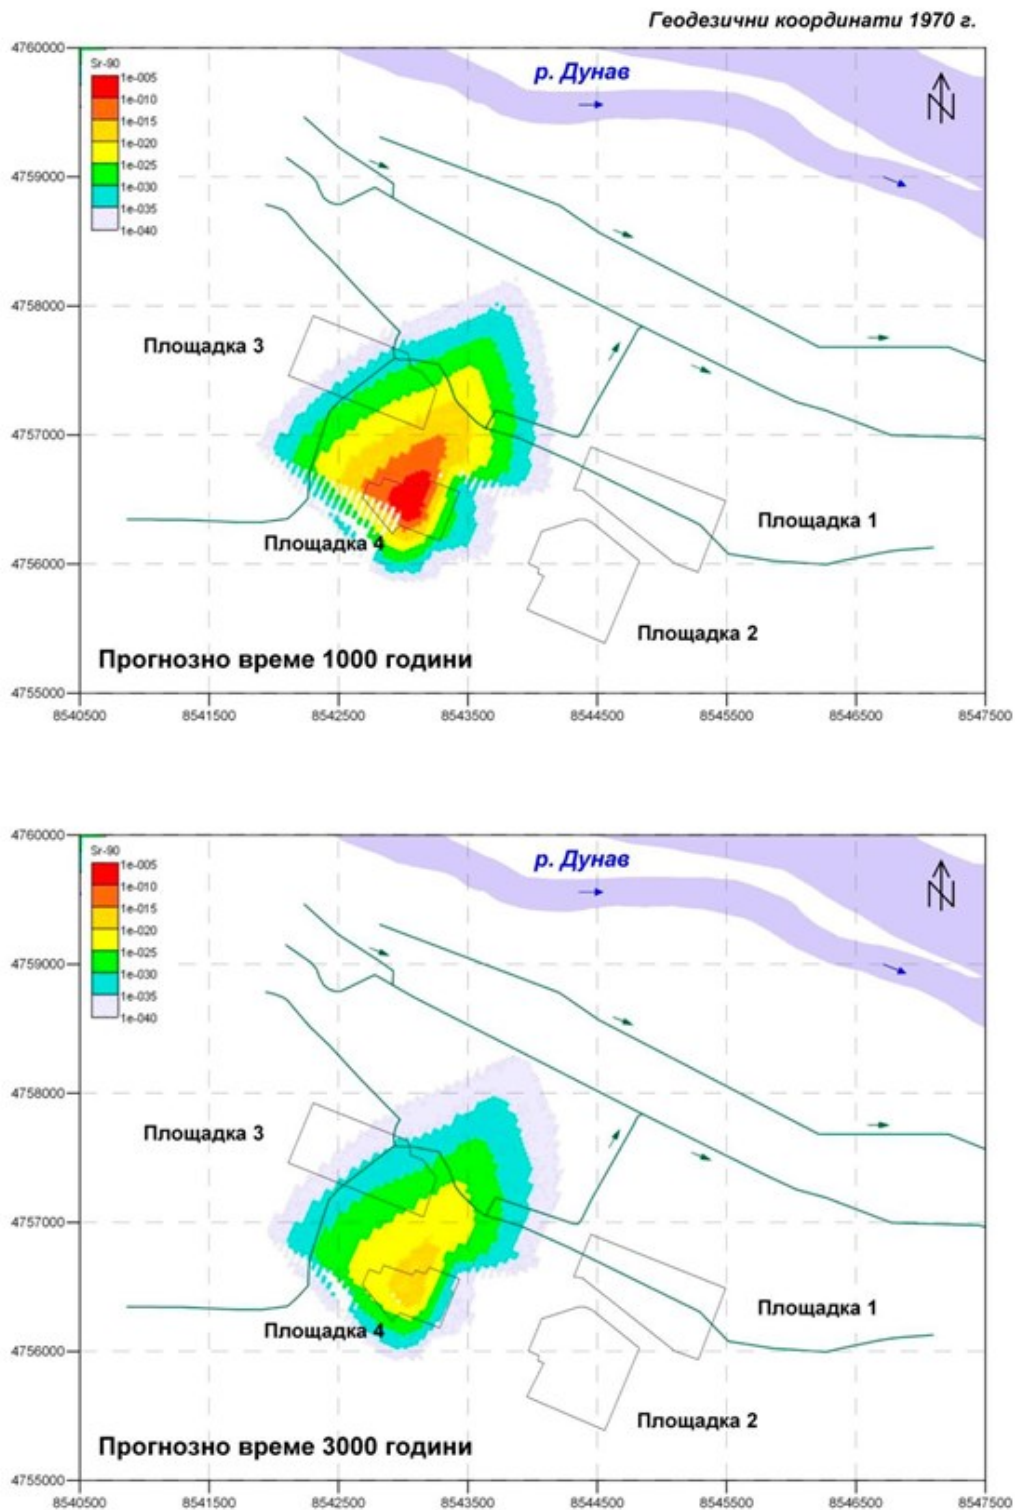 Геодезични координати 1970 г.
4760000
Sr-90
1e-005
1e-010
1e-015
1e-020
1e-025
1e-030
1e-035
1e-040
р. Дунав
N
4759000
4758000
Площадка 3
4757000
Площадка 1
Площадка 4
4756000
Площадка 2
Прогнозно време 1000 години
4755000
8540500 8541500 8542500 8543500 8544500 8545500 8546500 8547500
4760000
Sr-90
1e-005
1e-010
1e-015
1e-020
1e-025
1e-030
1e-035
1e-040
р. Дунав
N
4759000
4758000
Площадка 3
4757000
Площадка 1
Площадка 4
4756000
Площадка 2
Прогнозно време 3000 години
4755000
8540500 8541500 8542500 8543500 8544500 8545500 8546500 8547500